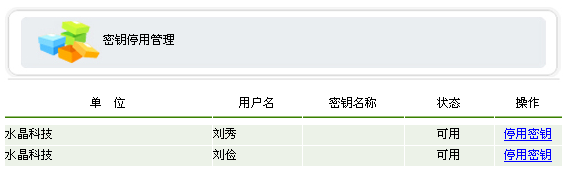 密钥停用管理
单 位 用户名 密钥名称 状态 操作
水晶科技 刘秀 可用 停用密钥
水晶科技 刘俭 可用 停用密钥